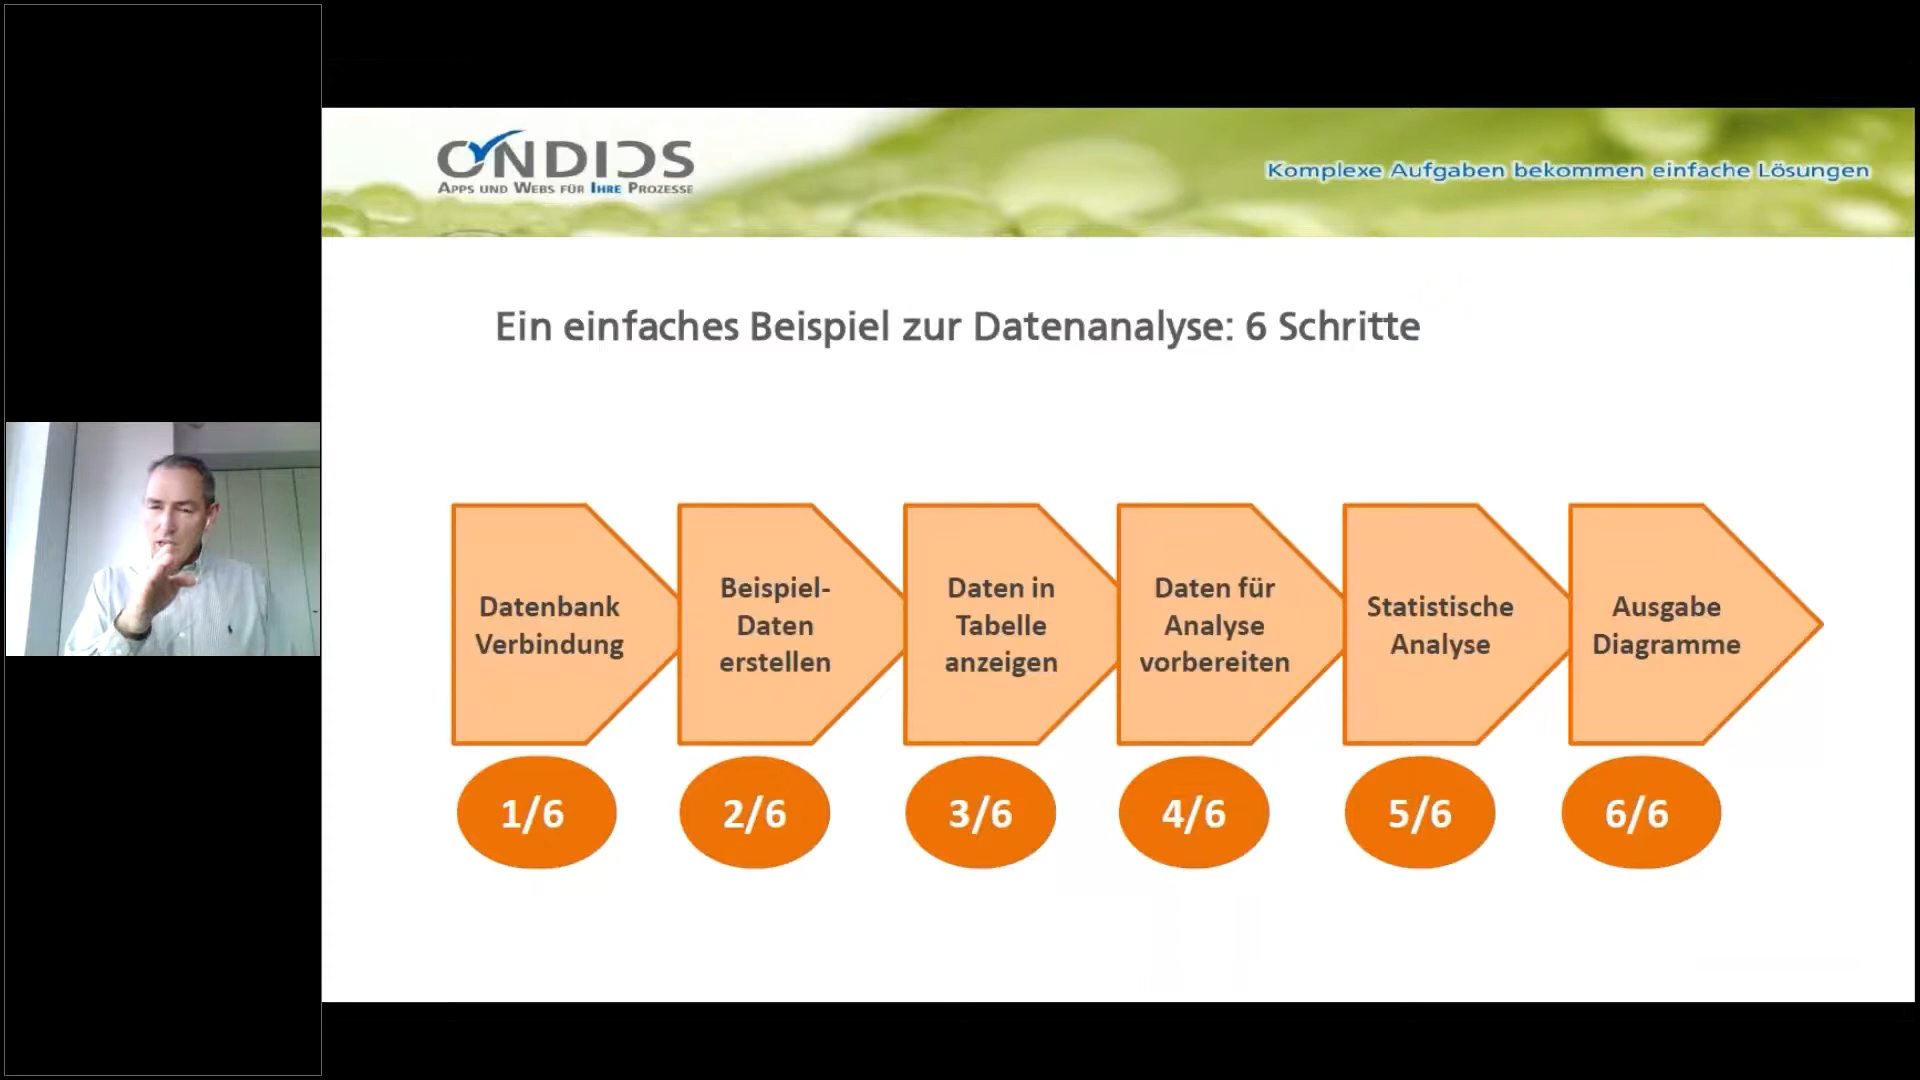 ONDICS
APPS UND WEBS FÜR IHRE PROZESSE
Komplexe Aufgaben bekommen einfache Lösungen
Ein einfaches Beispiel zur Datenanalyse: 6 Schritte
Datenbank
Verbindung
Beispiel-
Daten
erstellen
Daten in
Tabelle
anzeigen
Daten für
Analyse
vorbereiten
Statistische
Analyse
Ausgabe
Diagramme
1/6
2/6
3/6
4/6
5/6
6/6